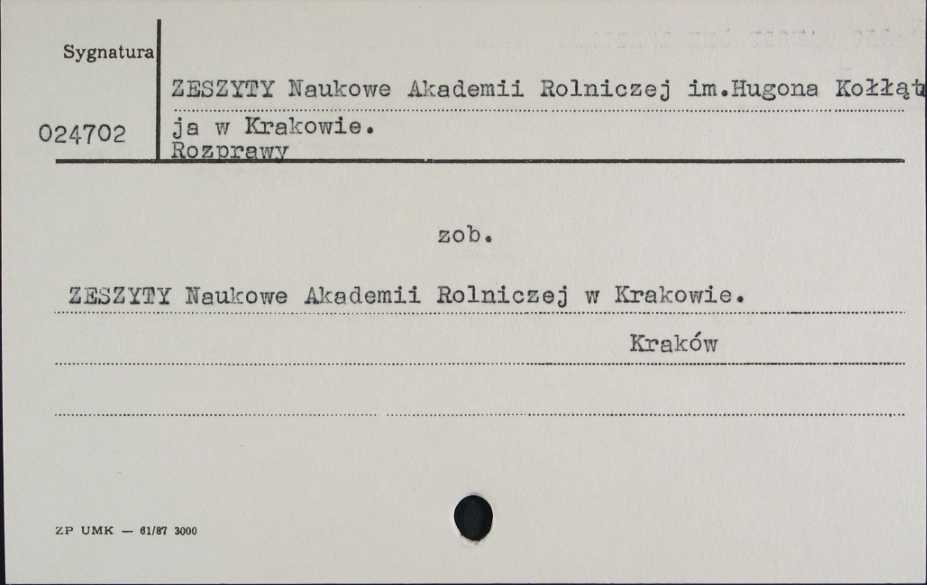 Sygnatura
ZESZYTY Naukowe Akademii Rolniczej im.Hugona Kołłąta
024702
ja w Krakowie.
Rozprawy
zob.
ZESZYTY Naukowe Akademii Rolniczej w Krakowie.
Kraków
ZP UMK — 61/87 3000